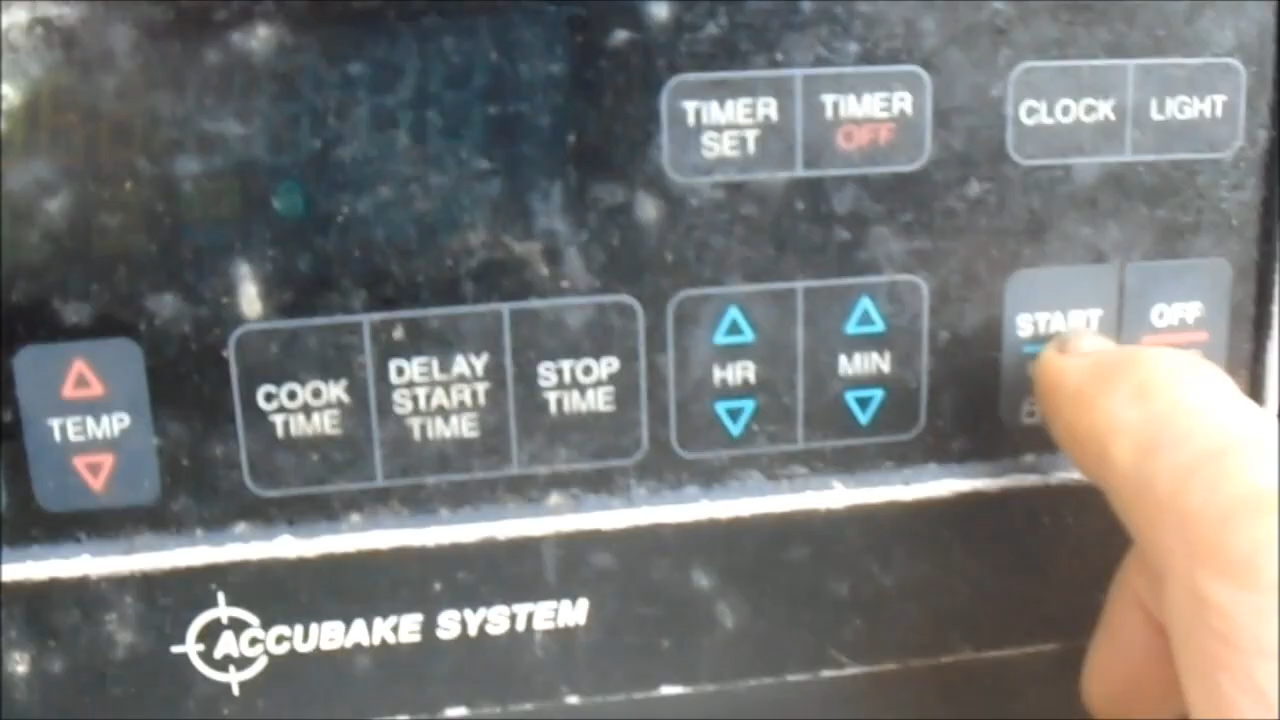 TIMER
SET
TIMER
OFF
CLOCK
LIGHT
TEMP
COOK
TIME
DELAY
START
TIME
STOP
TIME
HR
MIN
START
OFF
ACCUBAKE SYSTEM